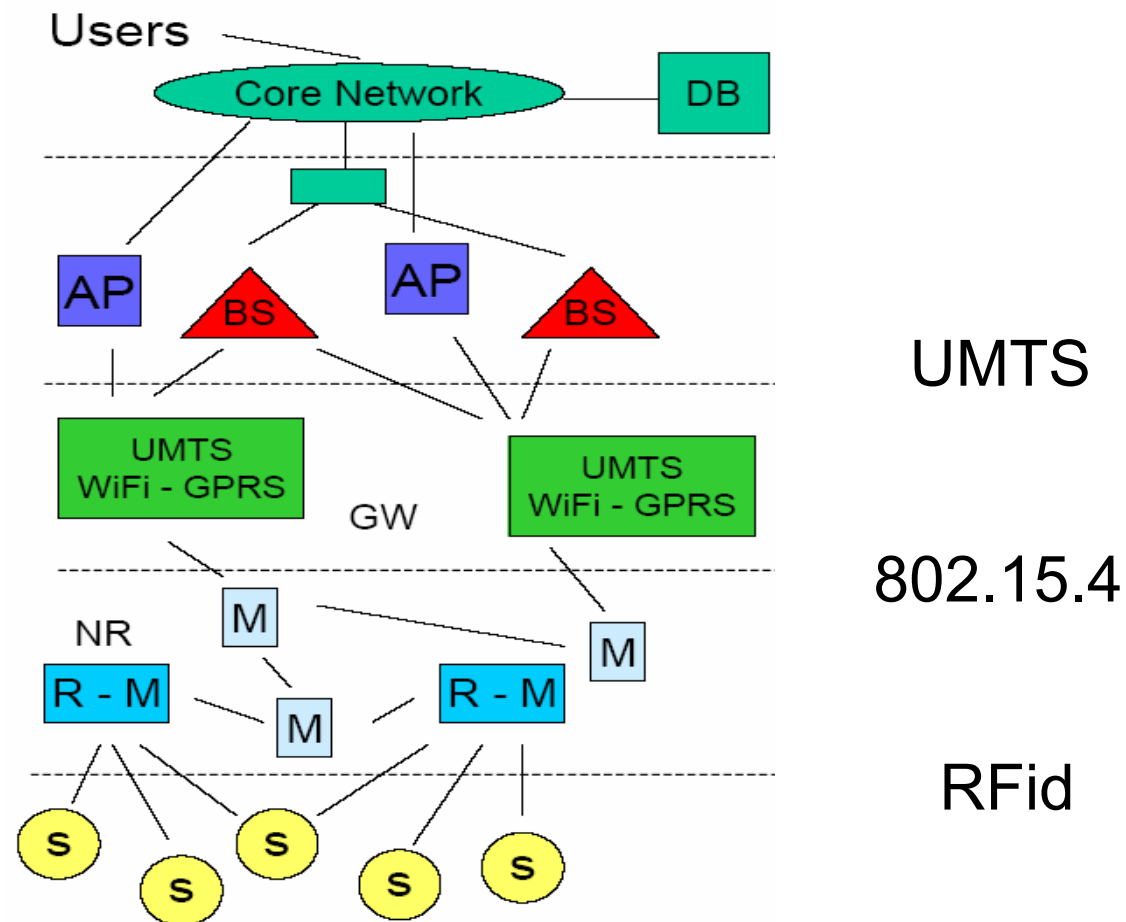 Users
Core Network
DB
AP
BS
AP
BS
UMTS
UMTS
WiFi - GPRS
GW
UMTS
WiFi - GPRS
802.15.4
M
NR
M
R - M
M
R - M
RFid
S
S
S
S
S